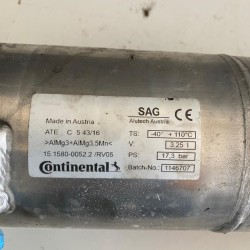 SAG
Alutech Austria
Made in Austria
ATE C 5 43/16
TS: -40° +110°C
>AlMg3+AlMg3,5Mn<
V: 3,25 l
15.1580-0052.2 /RV05
PS: 17,3 bar
Continental
Batch-No.: 1146707